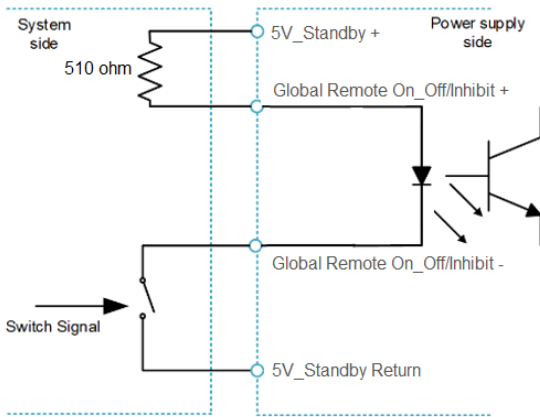 System
side
Power supply
side
5V_Standby +
510 ohm
Global Remote On_Off/Inhibit +
Global Remote On_Off/Inhibit -
Switch Signal
5V_Standby Return